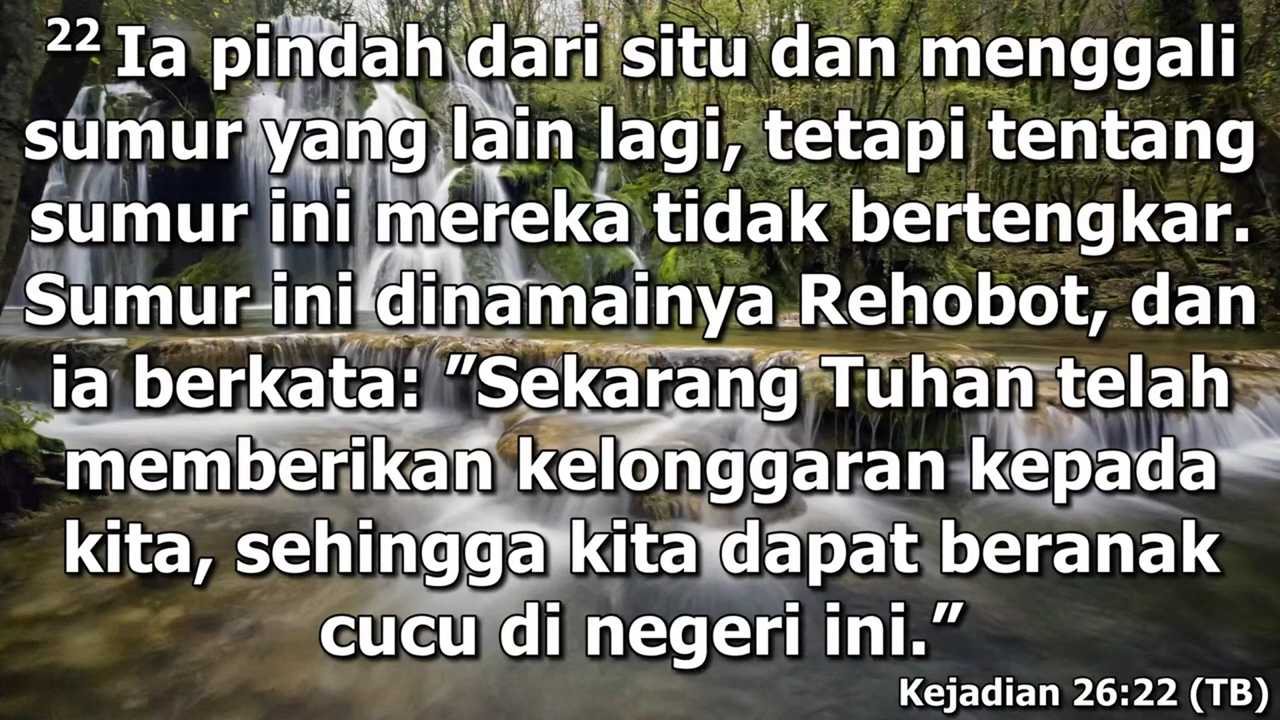 22 Ia pindah dari situ dan menggali
sumur yang lain lagi, tetapi tentang
sumur ini mereka tidak bertengkar.
Sumur ini dinamainya Rehobot, dan
ia berkata: ”Sekarang Tuhan telah
memberikan kelonggaran kepada
kita, sehingga kita dapat beranak
cucu di negeri ini.”
Kejadian 26:22 (TB)